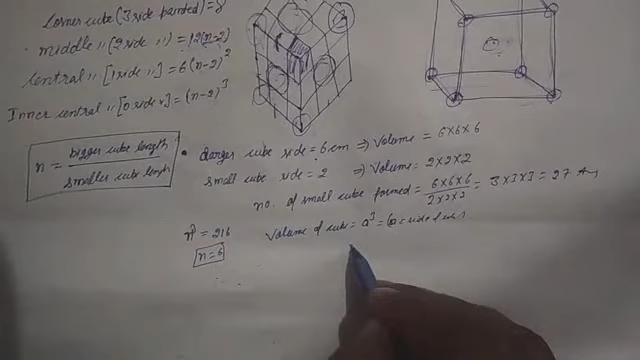 Corner cube (3 side painted) = 8
middle " (2 side ") = 12(n-2)
Central " [1 side "] = 6(n-2)²
Inner central " [0 side "] = (n-2)³
n = bigger cube length / smaller cube length
• Larger cube side = 6 cm ⇒ Volume = 6×6×6
small cube side = 2 ⇒ Volume = 2×2×2
no. of small cube formed = 6×6×6 / 2×2×2 = 3×3×3 = 27 Ans
n³ = 216
n = 6
Volume of cube = a³ = (a = side of